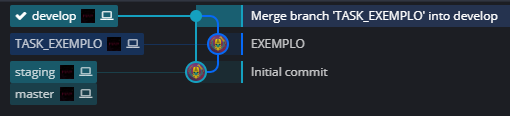 develop Merge branch 'TASK_EXEMPLO' into develop
TASK_EXEMPLO EXEMPLO
staging Initial commit
master